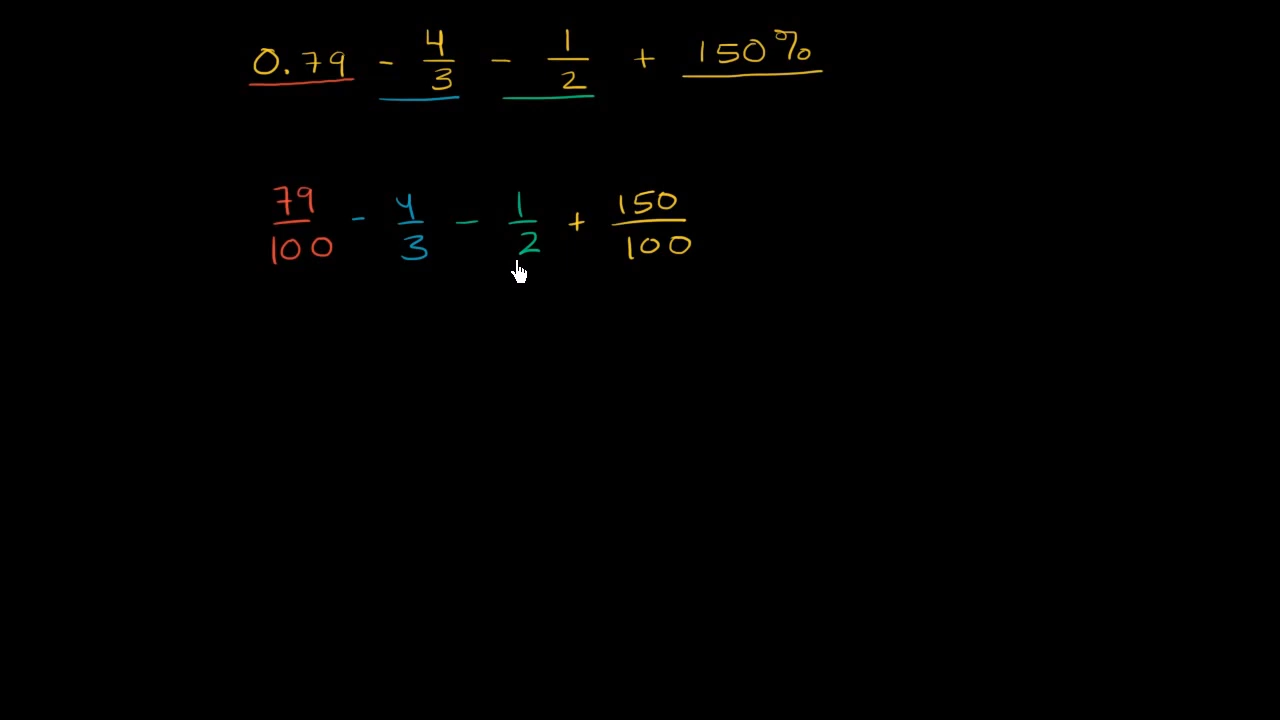 0.79 - 4/3 - 1/2 + 150%
79/100 - 4/3 - 1/2 + 150/100